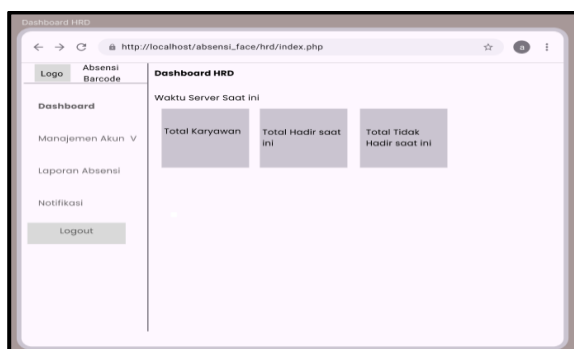 Dashboard HRD
http://localhost/absensi_face/hrd/index.php
a
Logo
Absensi
Barcode
Dashboard HRD
Dashboard
Waktu Server Saat ini
Manajemen Akun V
Total Karyawan
Total Hadir saat
ini
Total Tidak
Hadir saat ini
Laporan Absensi
Notifikasi
Logout